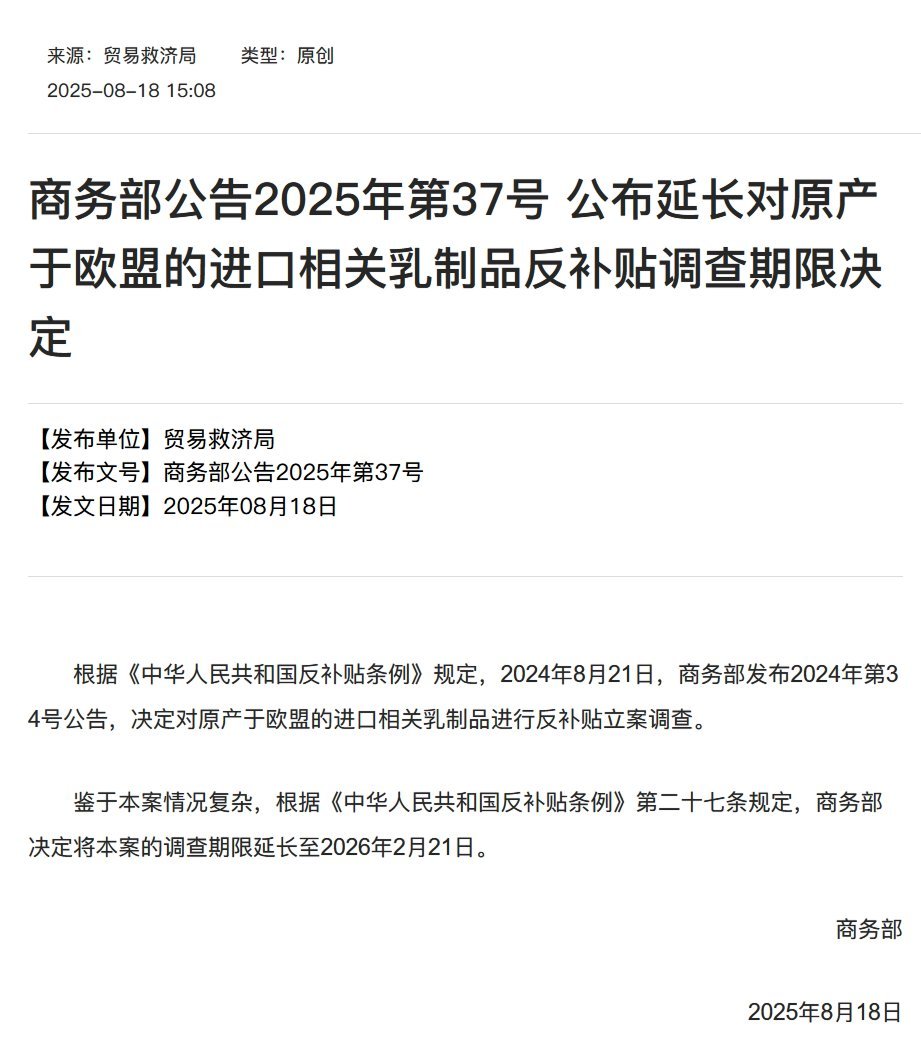 来源：贸易救济局 类型：原创
2025-08-18 15:08
商务部公告2025年第37号 公布延长对原产
于欧盟的进口相关乳制品反补贴调查期限决
定
【发布单位】贸易救济局
【发布文号】商务部公告2025年第37号
【发文日期】2025年08月18日
根据《中华人民共和国反补贴条例》规定，2024年8月21日，商务部发布2024年第3
4号公告，决定对原产于欧盟的进口相关乳制品进行反补贴立案调查。
鉴于本案情况复杂，根据《中华人民共和国反补贴条例》第二十七条规定，商务部
决定将本案的调查期限延长至2026年2月21日。
商务部
2025年8月18日